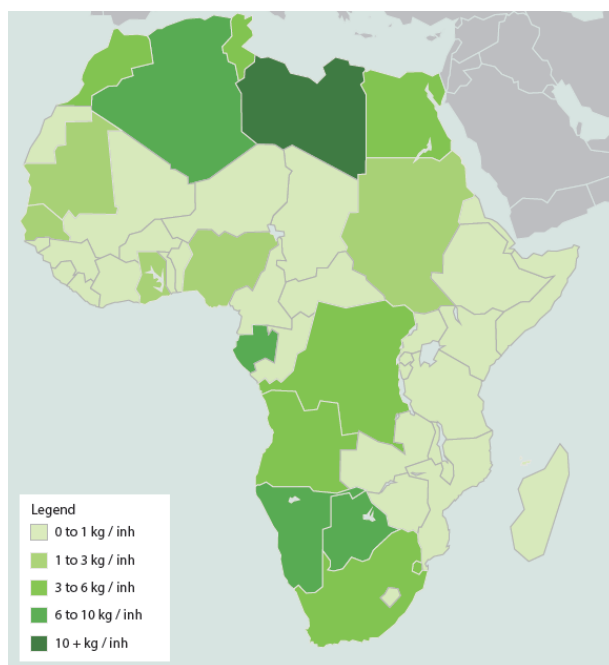 Legend
0 to 1 kg / inh
1 to 3 kg / inh
3 to 6 kg / inh
6 to 10 kg / inh
10 + kg / inh